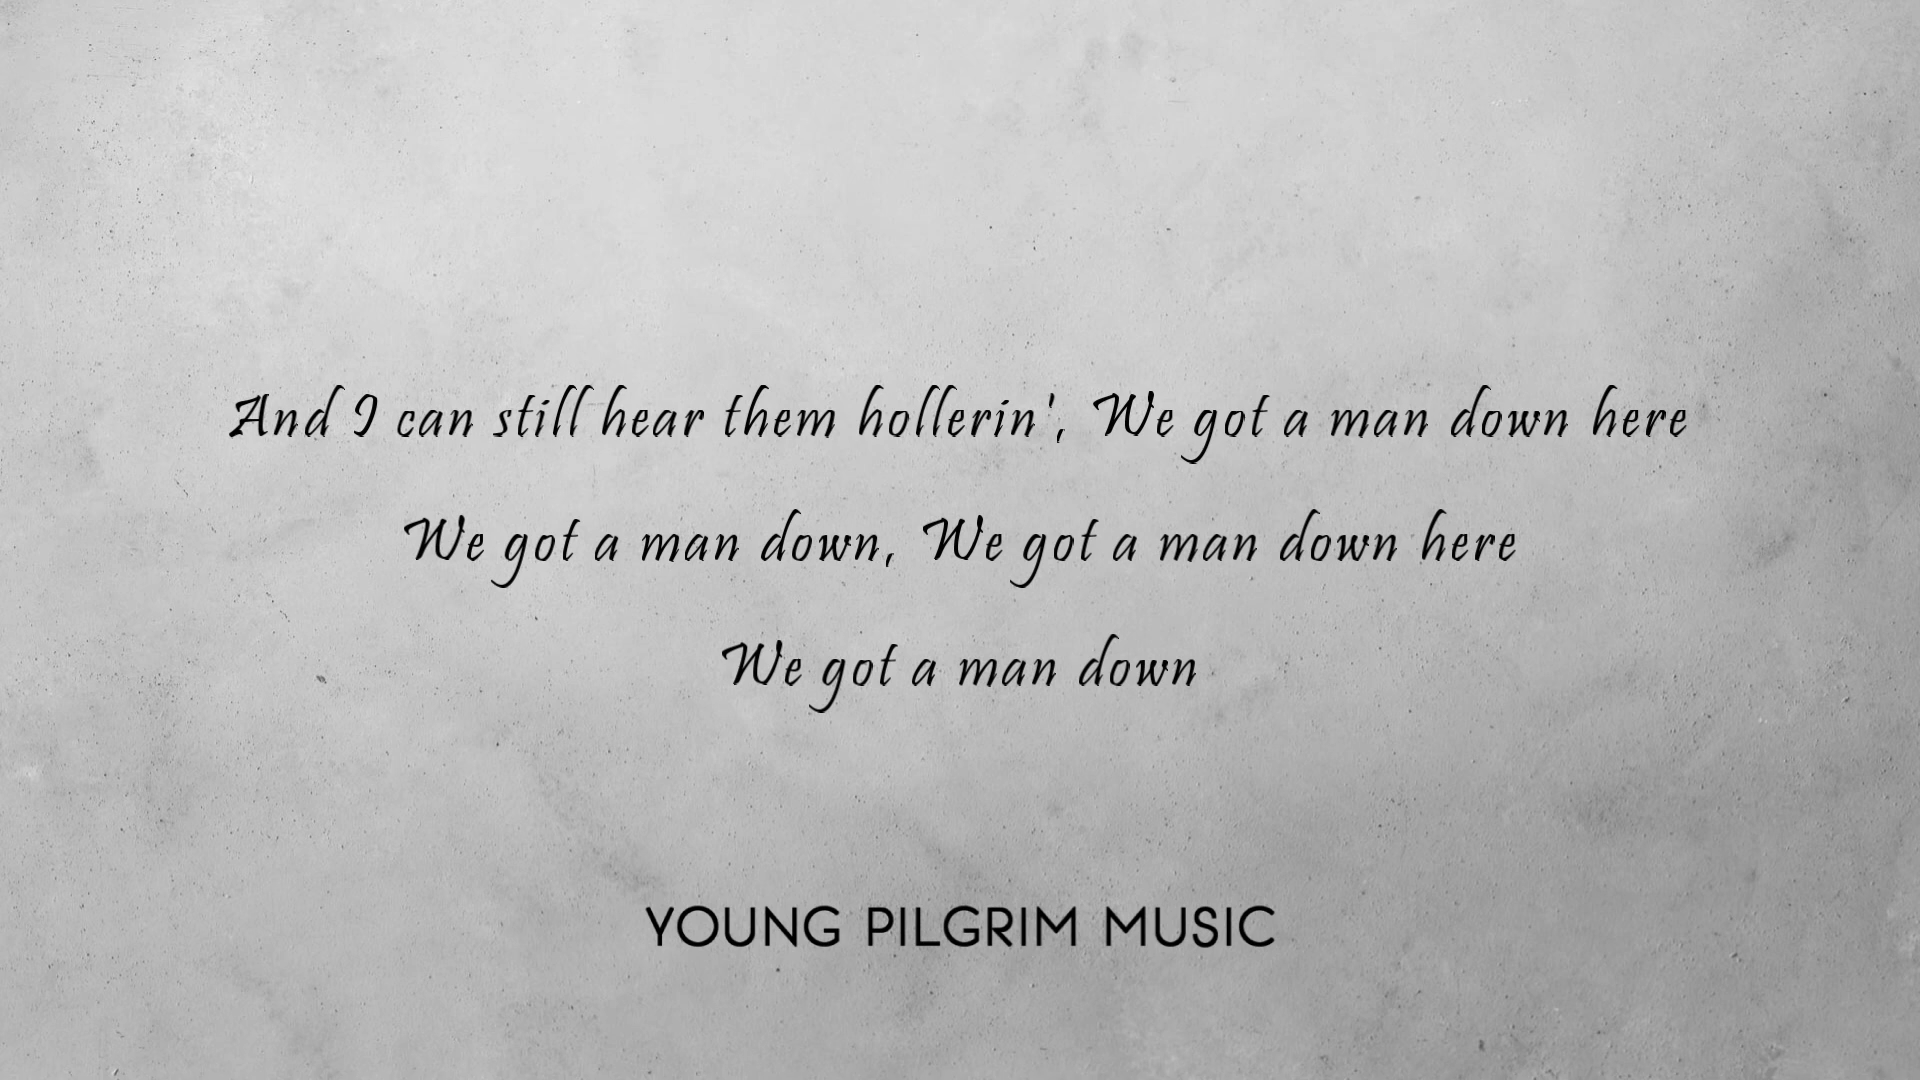 And I can still hear them hollerin', We got a man down here
We got a man down, We got a man down here
We got a man down
YOUNG PILGRIM MUSIC